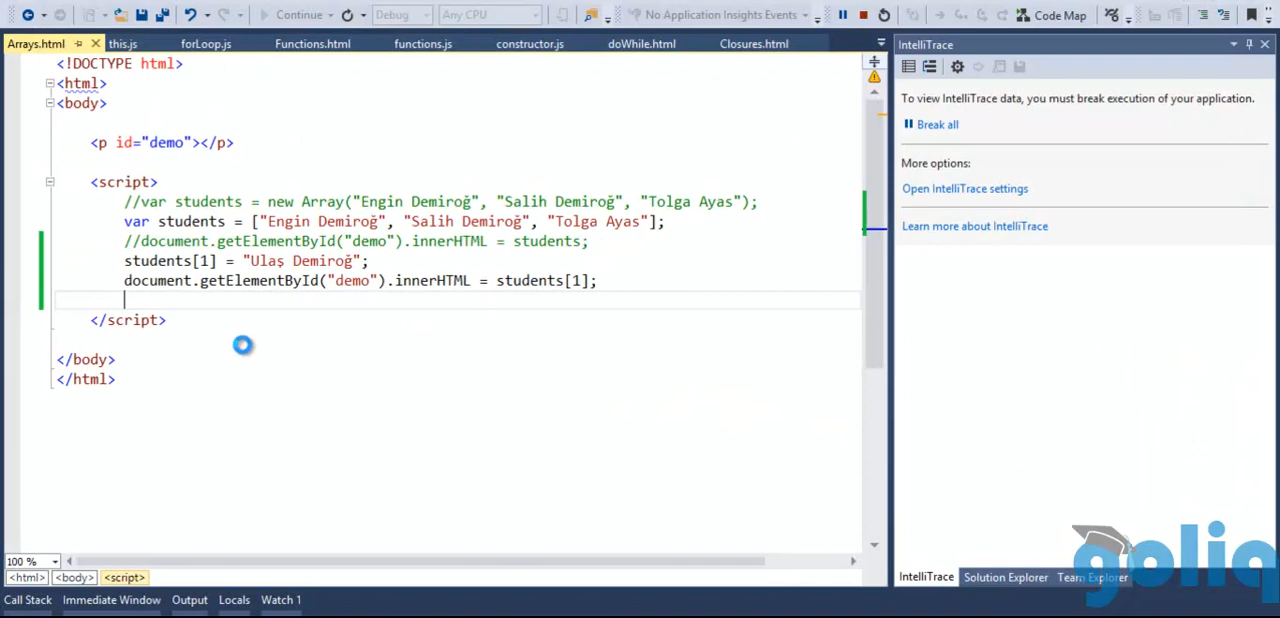 Continue Debug Any CPU No Application Insights Events Code Map
Arrays.html this.js forLoop.js Functions.html functions.js constructor.js doWhile.html Closures.html
<!DOCTYPE html>
<html>
<body>
<p id="demo"></p>
<script>
//var students = new Array("Engin Demiroğ", "Salih Demiroğ", "Tolga Ayas");
var students = ["Engin Demiroğ", "Salih Demiroğ", "Tolga Ayas"];
//document.getElementById("demo").innerHTML = students;
students[1] = "Ulaş Demiroğ";
document.getElementById("demo").innerHTML = students[1];
</script>
</body>
</html>
100 %
<html> <body> <script>
Call Stack Immediate Window Output Locals Watch 1
IntelliTrace
To view IntelliTrace data, you must break execution of your application.
Break all
More options:
Open IntelliTrace settings
Learn more about IntelliTrace
IntelliTrace Solution Explorer Team Explorer
goliq